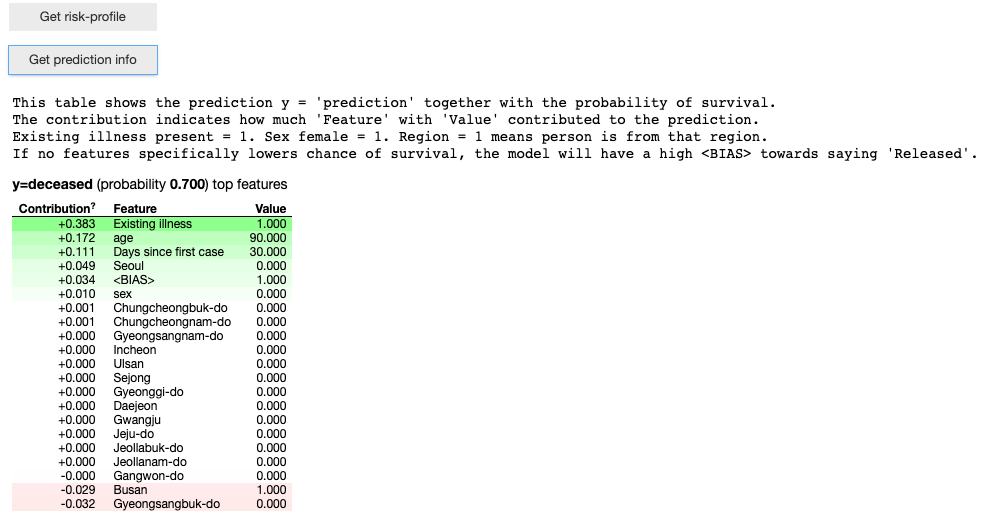 Get risk-profile
Get prediction info
This table shows the prediction y = 'prediction' together with the probability of survival.
The contribution indicates how much 'Feature' with 'Value' contributed to the prediction.
Existing illness present = 1. Sex female = 1. Region = 1 means person is from that region.
If no features specifically lowers chance of survival, the model will have a high <BIAS> towards saying 'Released'.
y=deceased (probability 0.700) top features
Contribution? Feature Value
+0.383 Existing illness 1.000
+0.172 age 90.000
+0.111 Days since first case 30.000
+0.049 Seoul 0.000
+0.034 <BIAS> 1.000
+0.010 sex 0.000
+0.001 Chungcheongbuk-do 0.000
+0.001 Chungcheongnam-do 0.000
+0.000 Gyeongsangnam-do 0.000
+0.000 Incheon 0.000
+0.000 Ulsan 0.000
+0.000 Sejong 0.000
+0.000 Gyeonggi-do 0.000
+0.000 Daejeon 0.000
+0.000 Gwangju 0.000
+0.000 Jeju-do 0.000
+0.000 Jeollabuk-do 0.000
+0.000 Jeollanam-do 0.000
-0.000 Gangwon-do 0.000
-0.029 Busan 1.000
-0.032 Gyeongsangbuk-do 0.000